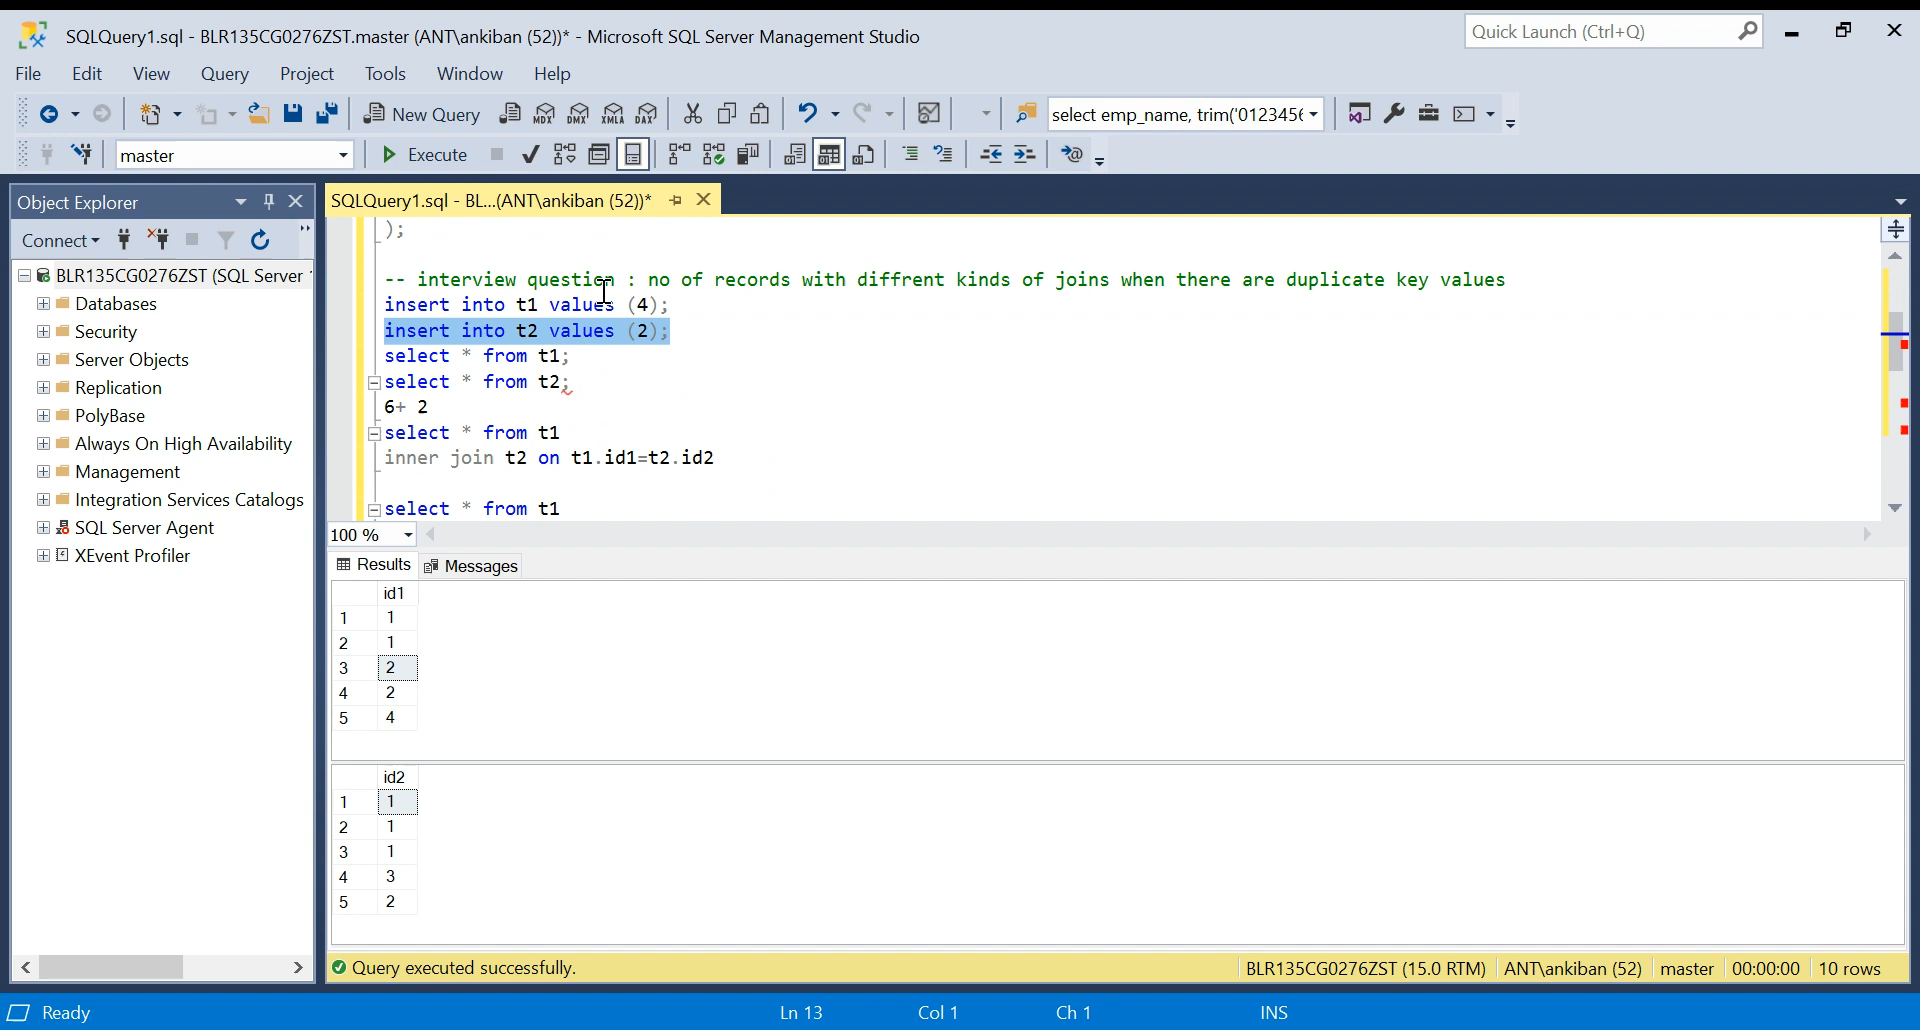 SQLQuery1.sql - BLR135CG0276ZST.master (ANT\ankiban (52))* - Microsoft SQL Server Management Studio
Quick Launch (Ctrl+Q)
File Edit View Query Project Tools Window Help
New Query MDX DMX XMLA DAX select emp_name, trim('0123456
master Execute
Object Explorer
Connect
BLR135CG0276ZST (SQL Server
Databases
Security
Server Objects
Replication
PolyBase
Always On High Availability
Management
Integration Services Catalogs
SQL Server Agent
XEvent Profiler
SQLQuery1.sql - BL...(ANT\ankiban (52))*
);
-- interview question : no of records with diffrent kinds of joins when there are duplicate key values
insert into t1 values (4);
insert into t2 values (2);
select * from t1;
select * from t2;
6+ 2
select * from t1
inner join t2 on t1.id1=t2.id2
select * from t1
100 %
Results Messages
id1
1 1
2 1
3 2
4 2
5 4
id2
1 1
2 1
3 1
4 3
5 2
Query executed successfully. BLR135CG0276ZST (15.0 RTM) ANT\ankiban (52) master 00:00:00 10 rows
Ready Ln 13 Col 1 Ch 1 INS